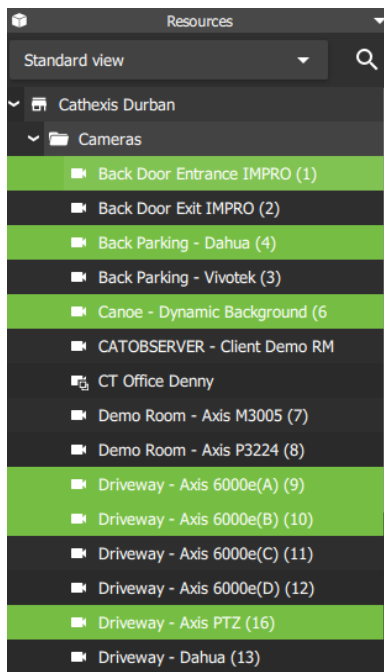 Resources
Standard view
Cathexis Durban
Cameras
Back Door Entrance IMPRO (1)
Back Door Exit IMPRO (2)
Back Parking - Dahua (4)
Back Parking - Vivotek (3)
Canoe - Dynamic Background (6
CATOBSERVER - Client Demo RM
CT Office Denny
Demo Room - Axis M3005 (7)
Demo Room - Axis P3224 (8)
Driveway - Axis 6000e(A) (9)
Driveway - Axis 6000e(B) (10)
Driveway - Axis 6000e(C) (11)
Driveway - Axis 6000e(D) (12)
Driveway - Axis PTZ (16)
Driveway - Dahua (13)